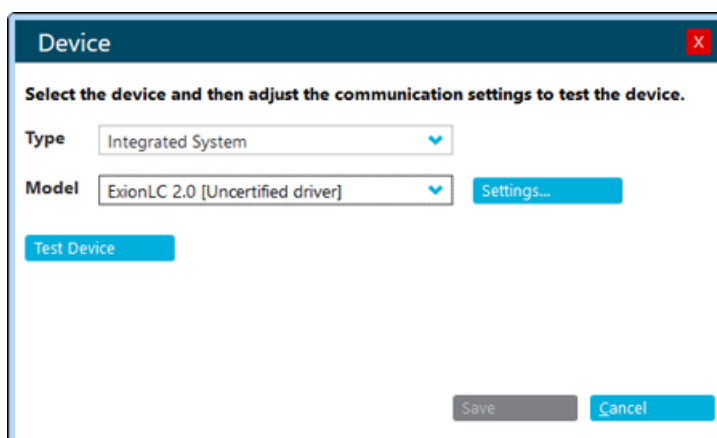 Device
X
Select the device and then adjust the communication settings to test the device.
Type Integrated System
Model ExionLC 2.0 [Uncertified driver] Settings...
Test Device
Save Cancel